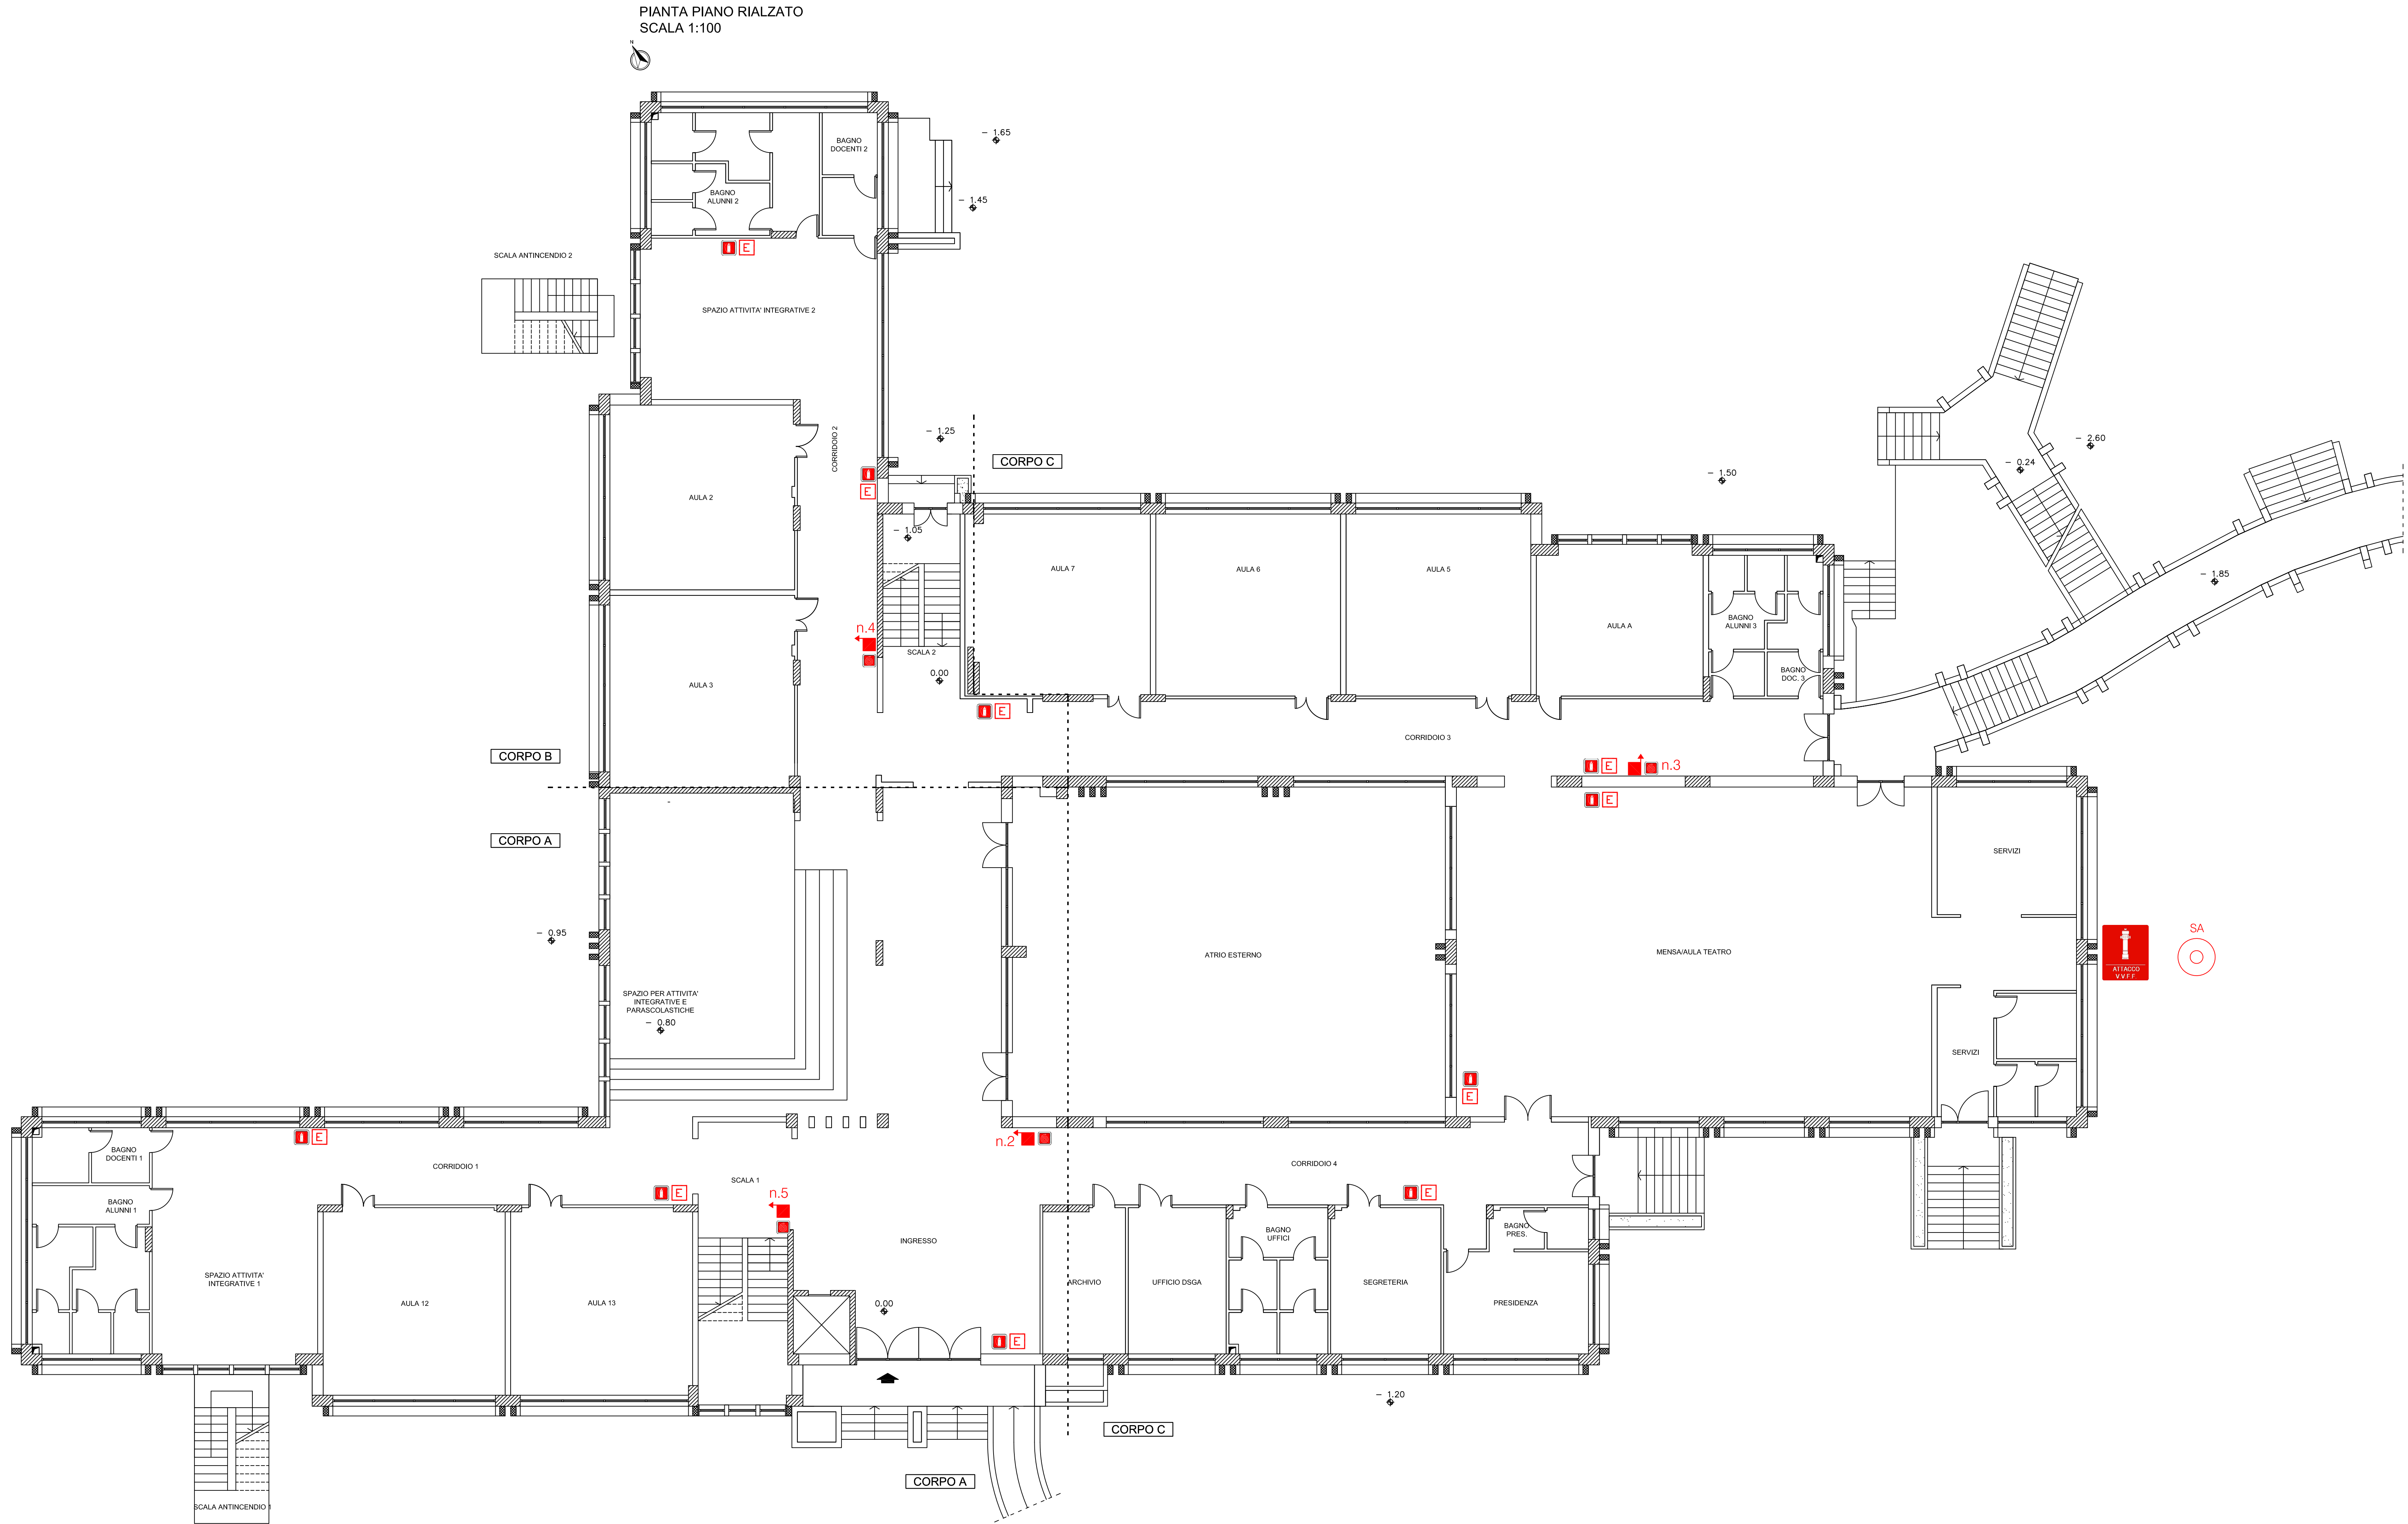 PIANTA PIANO RIALZATO
SCALA 1:100
N
BAGNO
DOCENTI 2
- 1.65
BAGNO
ALUNNI 2
- 1.45
E
SCALA ANTINCENDIO 2
SPAZIO ATTIVITA' INTEGRATIVE 2
CORRIDOIO 2
- 1.25
CORPO C
- 2.60
- 0.24
- 1.50
E
AULA 2
- 1.05
AULA 7
AULA 6
AULA 5
- 1.85
BAGNO
ALUNNI 3
AULA A
n.4
SCALA 2
0.00
BAGNO
DOC. 3
AULA 3
E
CORRIDOIO 3
CORPO B
E
n.3
E
CORPO A
SERVIZI
- 0.95
ATRIO ESTERNO
MENSA/AULA TEATRO
SA
ATTACCO
V.V.F.F
SPAZIO PER ATTIVITA'
INTEGRATIVE E
PARASCOLASTICHE
- 0.80
SERVIZI
E
E
n.2
BAGNO
DOCENTI 1
CORRIDOIO 1
CORRIDOIO 4
SCALA 1
E
n.5
E
BAGNO
ALUNNI 1
BAGNO
UFFICI
BAGNO
PRES.
INGRESSO
SPAZIO ATTIVITA'
INTEGRATIVE 1
ARCHIVIO
UFFICIO DSGA
SEGRETERIA
AULA 12
AULA 13
0.00
PRESIDENZA
E
- 1.20
CORPO C
CORPO A
SCALA ANTINCENDIO 1